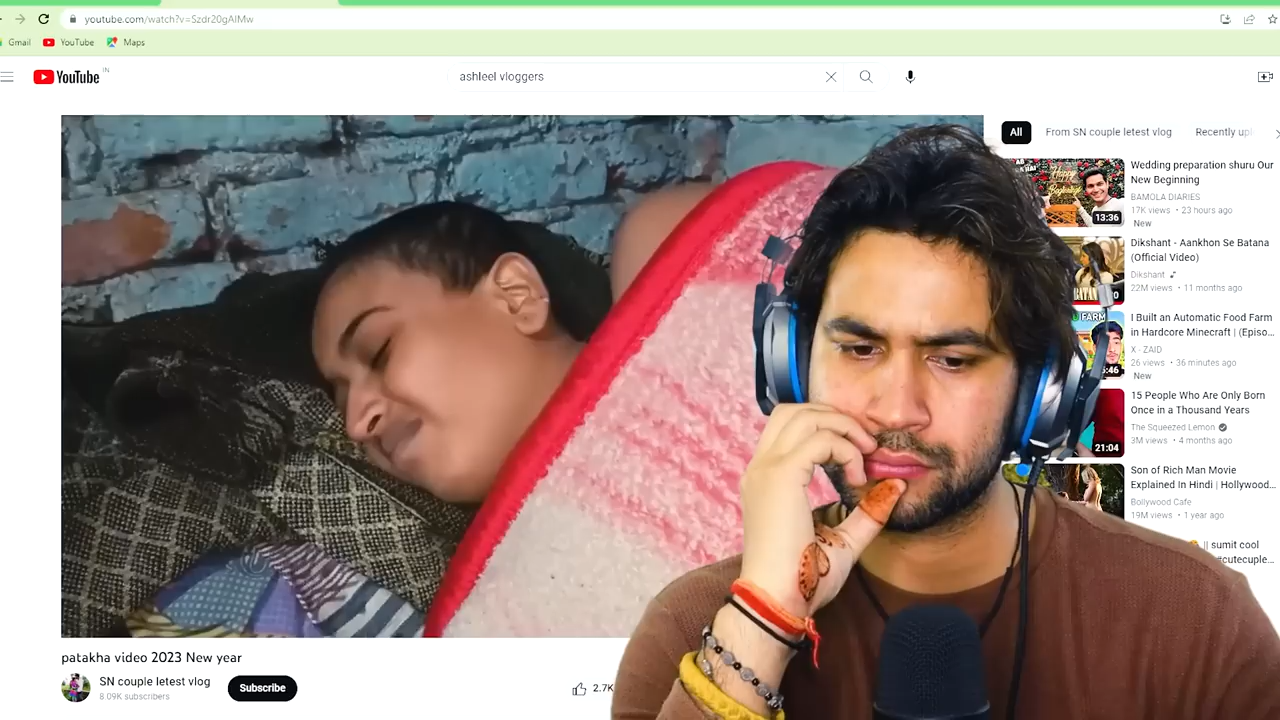 youtube.com/watch?v=Szdr20gAIMw
Gmail YouTube Maps
YouTube IN
ashleel vloggers
All From SN couple letest vlog Recently upl
Wedding preparation shuru Our
New Beginning
BAMOLA DIARIES
17K views • 23 hours ago
New
13:36
Dikshant - Aankhon Se Batana
(Official Video)
Dikshant
22M views • 11 months ago
I Built an Automatic Food Farm
in Hardcore Minecraft | (Episo...
X - ZAID
26 views • 36 minutes ago
New
FARM
15 People Who Are Only Born
Once in a Thousand Years
The Squeezed Lemon
3M views • 4 months ago
21:04
Son of Rich Man Movie
Explained In Hindi | Hollywood...
Bollywood Cafe
19M views • 1 year ago
|| sumit cool
#cutecuple...
patakha video 2023 New year
SN couple letest vlog
8.09K subscribers
Subscribe
2.7K